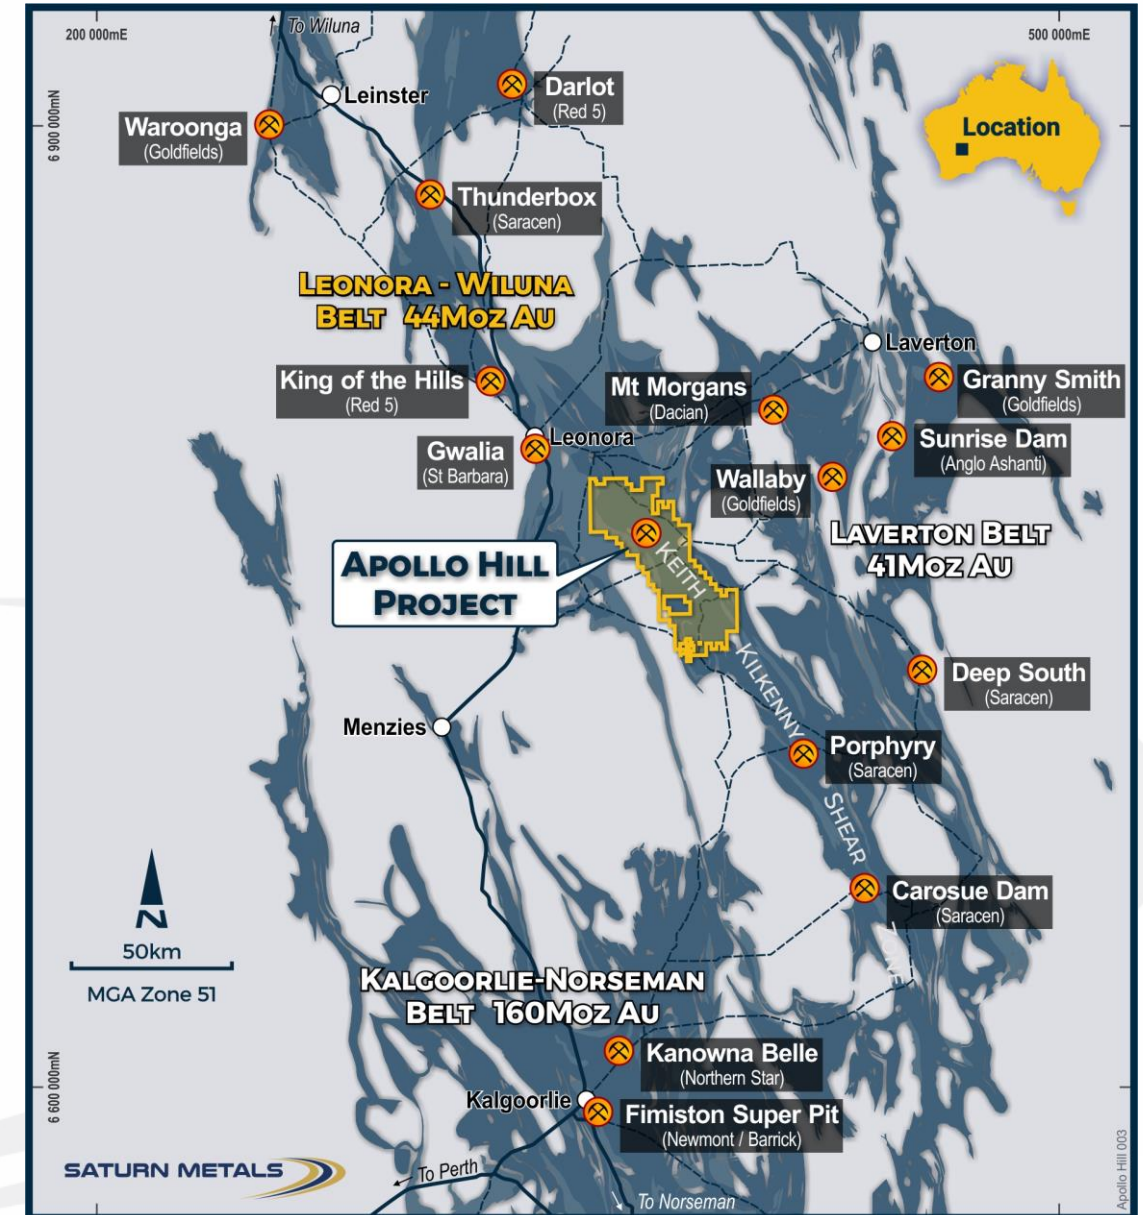 To Wiluna
200 000mE
500 000mE
Leinster
Darlot
(Red 5)
Waroonga
(Goldfields)
6 900 000mN
Location
Thunderbox
(Saracen)
LEONORA - WILUNA
BELT 44MOZ AU
Laverton
King of the Hills
(Red 5)
Mt Morgans
(Dacian)
Granny Smith
(Goldfields)
Leonora
Gwalia
(St Barbara)
Sunrise Dam
(Anglo Ashanti)
Wallaby
(Goldfields)
LAVERTON BELT
41MOZ AU
APOLLO HILL
PROJECT
KEITH
KILKENNY
SHEAR
ZONE
Deep South
(Saracen)
Menzies
Porphyry
(Saracen)
Carosue Dam
(Saracen)
N
50km
MGA Zone 51
KALGOORLIE-NORSEMAN
BELT 160MOZ AU
Kanowna Belle
(Northern Star)
6 600 000mN
Kalgoorlie
Fimiston Super Pit
(Newmont / Barrick)
SATURN METALS
To Perth
To Norseman
Apollo Hill 003